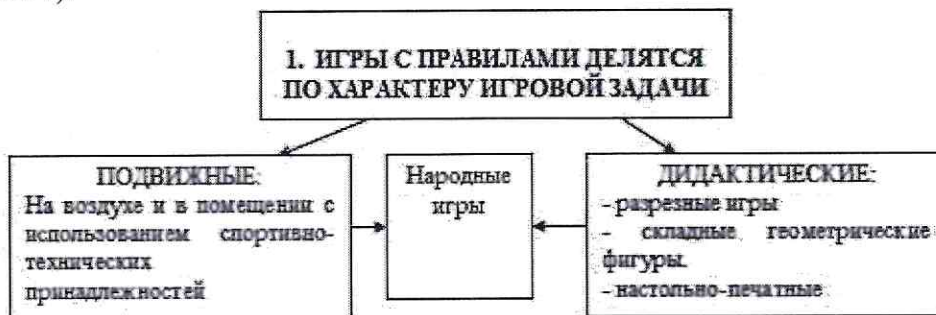 1. ИГРЫ С ПРАВИЛАМИ ДЕЛЯТСЯ
ПО ХАРАКТЕРУ ИГРОВОЙ ЗАДАЧИ
ПОДВИЖНЫЕ:
На воздухе и в помещении с
использованием спортивно-
технических
принадлежностей
Народные
игры
ДИДАКТИЧЕСКИЕ:
- разрезные игры
- складные геометрические
фигуры.
- настольно-печатные